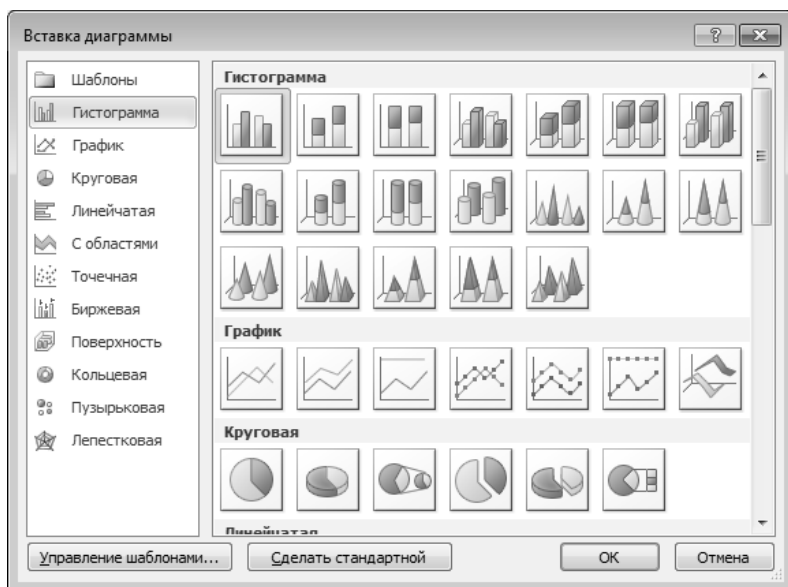 Вставка диаграммы
Шаблоны
Гистограмма
График
Круговая
Линейчатая
С областями
Точечная
Биржевая
Поверхность
Кольцевая
Пузырьковая
Лепестковая
Гистограмма
График
Круговая
Линейчатая
Управление шаблонами...
Сделать стандартной
ОК
Отмена